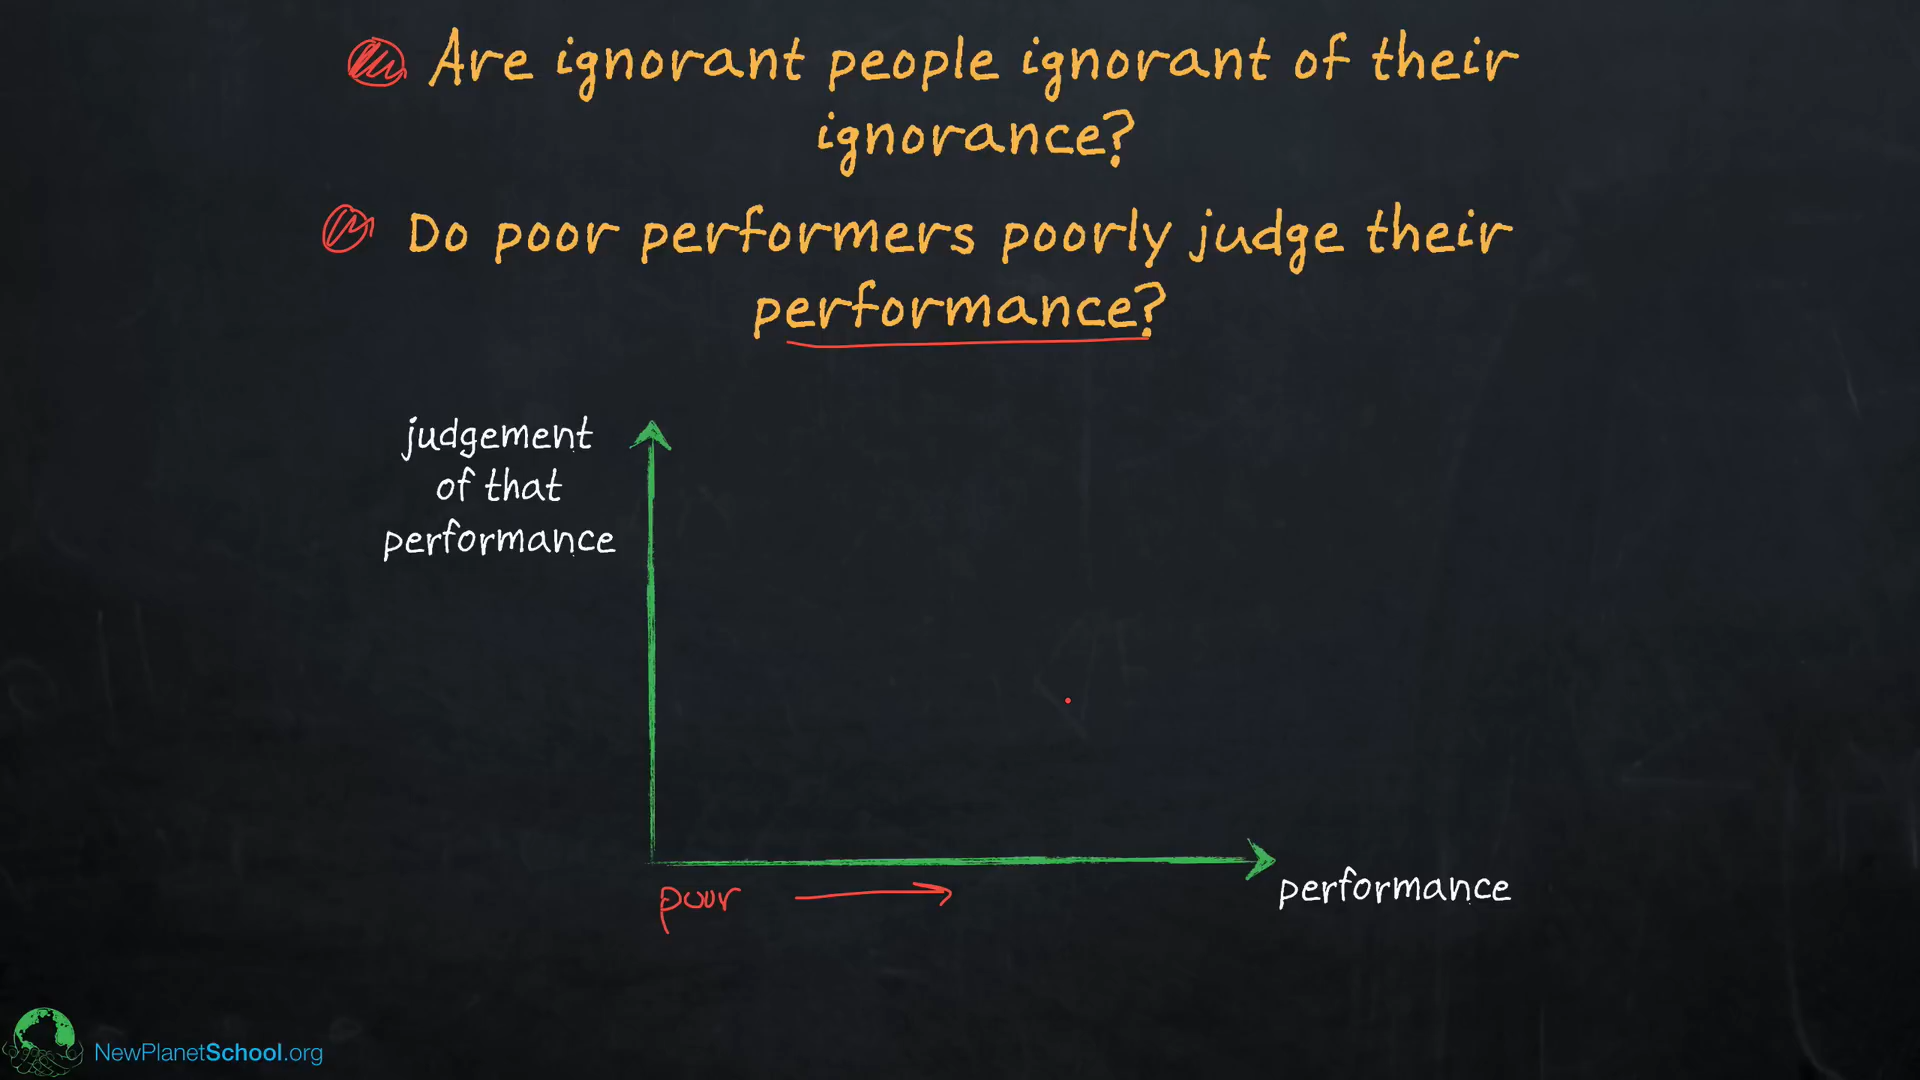 Are ignorant people ignorant of their
ignorance?
Do poor performers poorly judge their
performance?
judgement
of that
performance
poor
performance
NewPlanetSchool.org